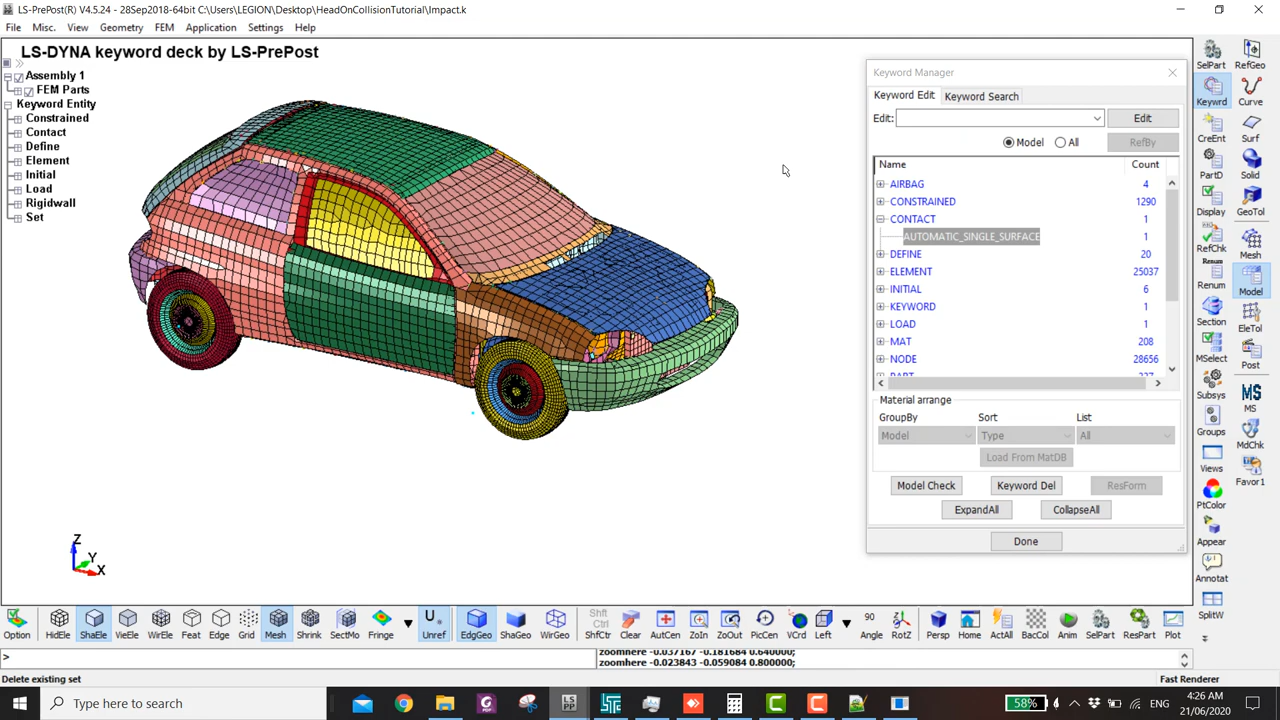 LS-PrePost(R) V4.5.24 - 28Sep2018-64bit C:\Users\LEGION\Desktop\HeadOnCollisionTutorial\Impact.k
File Misc. View Geometry FEM Application Settings Help
LS-DYNA keyword deck by LS-PrePost
Assembly 1
FEM Parts
Keyword Entity
Constrained
Contact
Define
Element
Initial
Load
Rigidwall
Set
Keyword Manager
Keyword Edit Keyword Search
Edit: Edit
Model All RefBy
Name Count
AIRBAG 4
CONSTRAINED 1290
CONTACT 1
AUTOMATIC_SINGLE_SURFACE 1
DEFINE 20
ELEMENT 25037
INITIAL 6
KEYWORD 1
LOAD 1
MAT 208
NODE 28656
Material arrange
GroupBy Sort List
Model Type All
Load From MatDB
Model Check Keyword Del ResForm
ExpandAll CollapseAll
Done
SelPart RefGeo
Keywrd Curve
CreEnt Surf
PartD Solid
Display GeoTol
RefChk Mesh
Renum
Renum Model
Section EleTol
MSelect Post
Subsys MS
MS
Groups MdChk
Views Favor1
PtColor
Appear
Annotat
SplitW
Z
Y
X
U.
Shft
Ctrl
90
Option HidEle ShaEle VieEle WirEle Feat Edge Grid Mesh Shrink SectMo Fringe Unref EdgGeo ShaGeo WirGeo ShfCtr Clear AutCen ZoIn ZoOut PicCen VCrd Left Angle RotZ Persp Home ActAll BacCol Anim SelPart ResPart Plot
>
zoomhere -0.037167 -0.181684 0.640000;
zoomhere -0.023843 -0.059084 0.800000;
Delete existing set Fast Renderer
Type here to search
58%
4:26 AM
21/06/2020